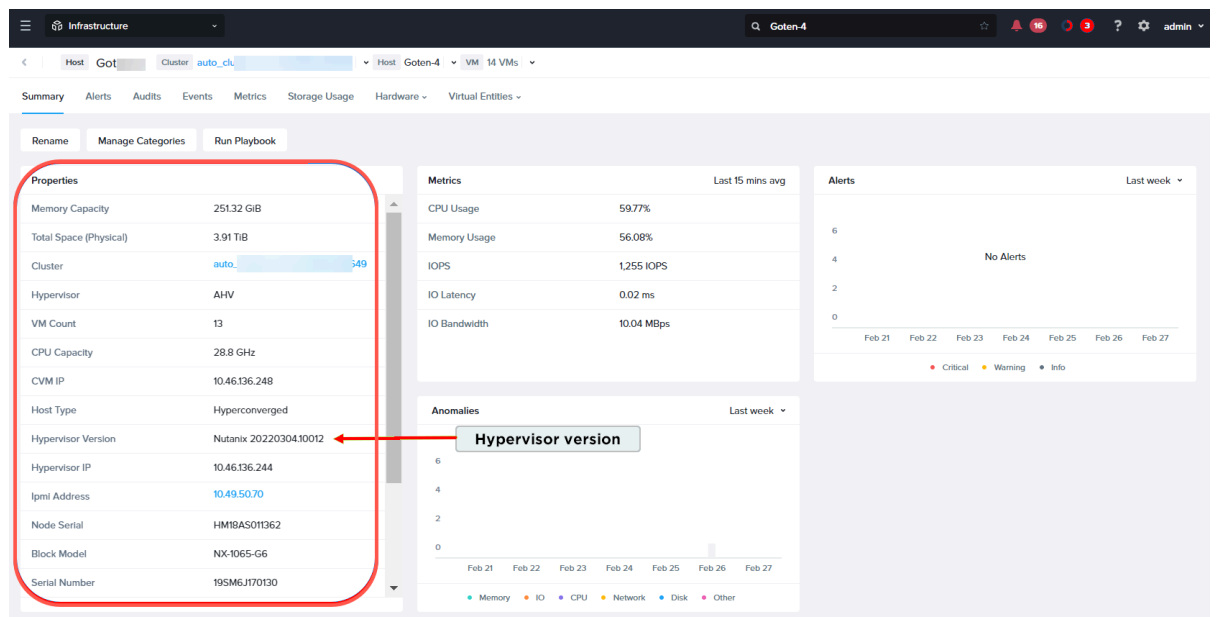 Infrastructure
Goten-4
16
3
?
admin
Host Got
Cluster auto_clu
Host Goten-4
VM 14 VMs
Summary Alerts Audits Events Metrics Storage Usage Hardware Virtual Entities
Rename Manage Categories Run Playbook
Properties
Memory Capacity 251.32 GiB
Total Space (Physical) 3.91 TiB
Cluster auto_ 549
Hypervisor AHV
VM Count 13
CPU Capacity 28.8 GHz
CVM IP 10.46.136.248
Host Type Hyperconverged
Hypervisor Version Nutanix 20220304.10012
Hypervisor IP 10.46.136.244
Ipmi Address 10.49.50.70
Node Serial HM18AS011362
Block Model NX-1065-G6
Serial Number 19SM6J170130
Metrics Last 15 mins avg
CPU Usage 59.77%
Memory Usage 56.08%
IOPS 1,255 IOPS
IO Latency 0.02 ms
IO Bandwidth 10.04 MBps
Alerts Last week
6
4
2
0
No Alerts
Feb 21 Feb 22 Feb 23 Feb 24 Feb 25 Feb 26 Feb 27
Critical Warning Info
Anomalies Last week
Hypervisor version
6
4
2
0
Feb 21 Feb 22 Feb 23 Feb 24 Feb 25 Feb 26 Feb 27
Memory IO CPU Network Disk Other